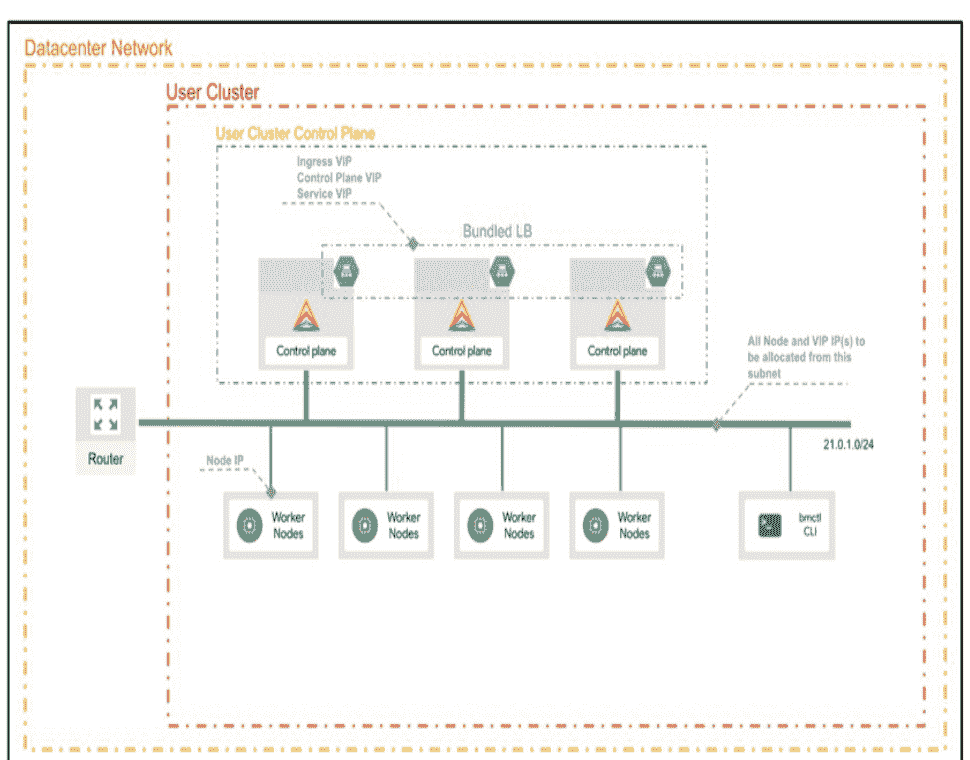 Datacenter Network
User Cluster
User Cluster Control Plane
Ingress VIP
Control Plane VIP
Service VIP
Bundled LB
Control plane
Control plane
Control plane
All Node and VIP IP(s) to
be allocated from this
subnet
21.0.1.0/24
Router
Node IP
Worker
Nodes
Worker
Nodes
Worker
Nodes
Worker
Nodes
bmctl
CLI